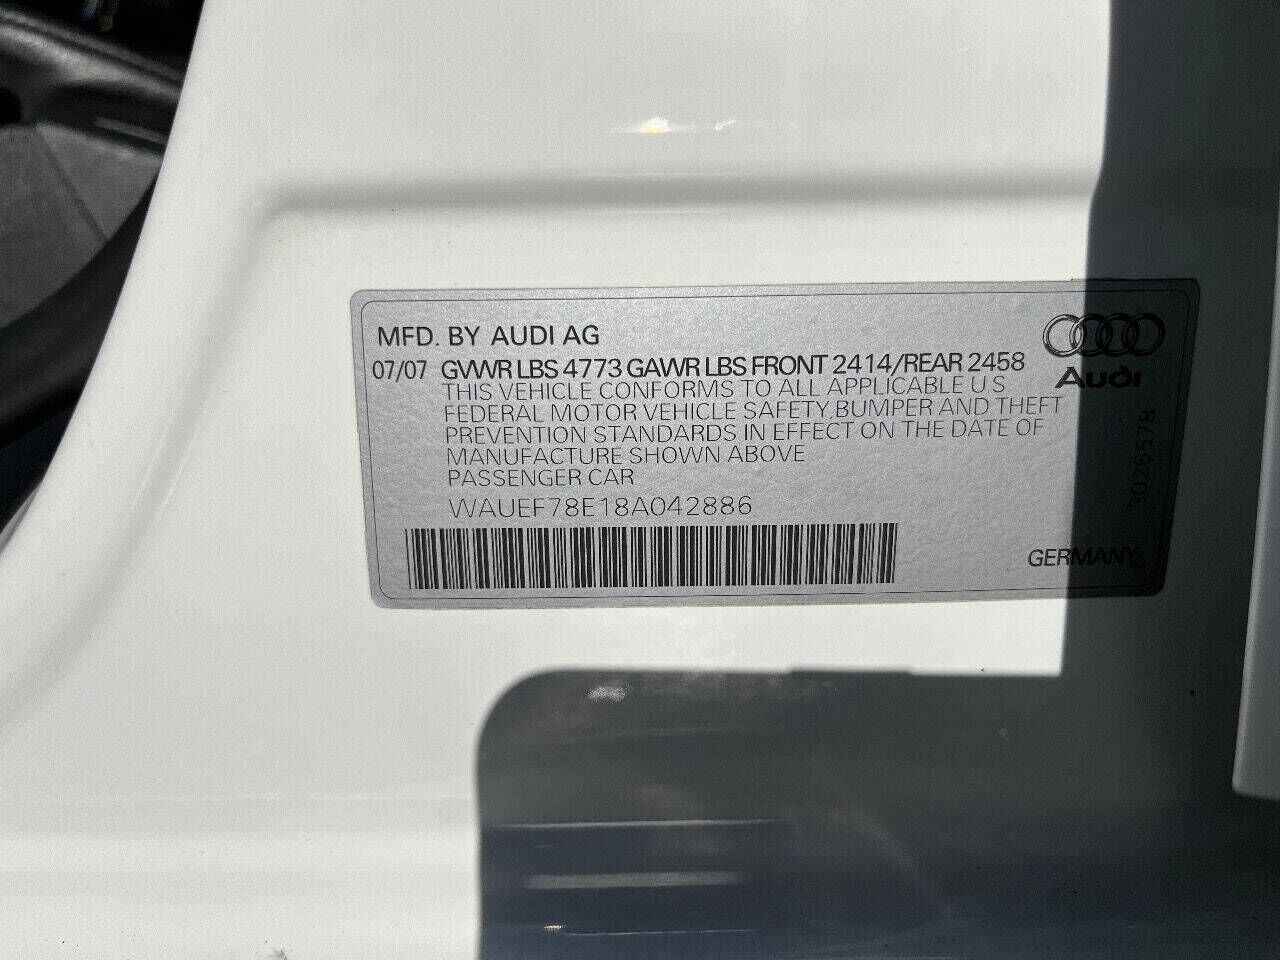 MFD. BY AUDI AG
07/07 GVWR LBS 4773 GAWR LBS FRONT 2414/REAR 2458
THIS VEHICLE CONFORMS TO ALL APPLICABLE U S
FEDERAL MOTOR VEHICLE SAFETY, BUMPER AND THEFT
PREVENTION STANDARDS IN EFFECT ON THE DATE OF
MANUFACTURE SHOWN ABOVE
PASSENGER CAR
WAUEF78E18A042886
Audi
3026578
GERMANY